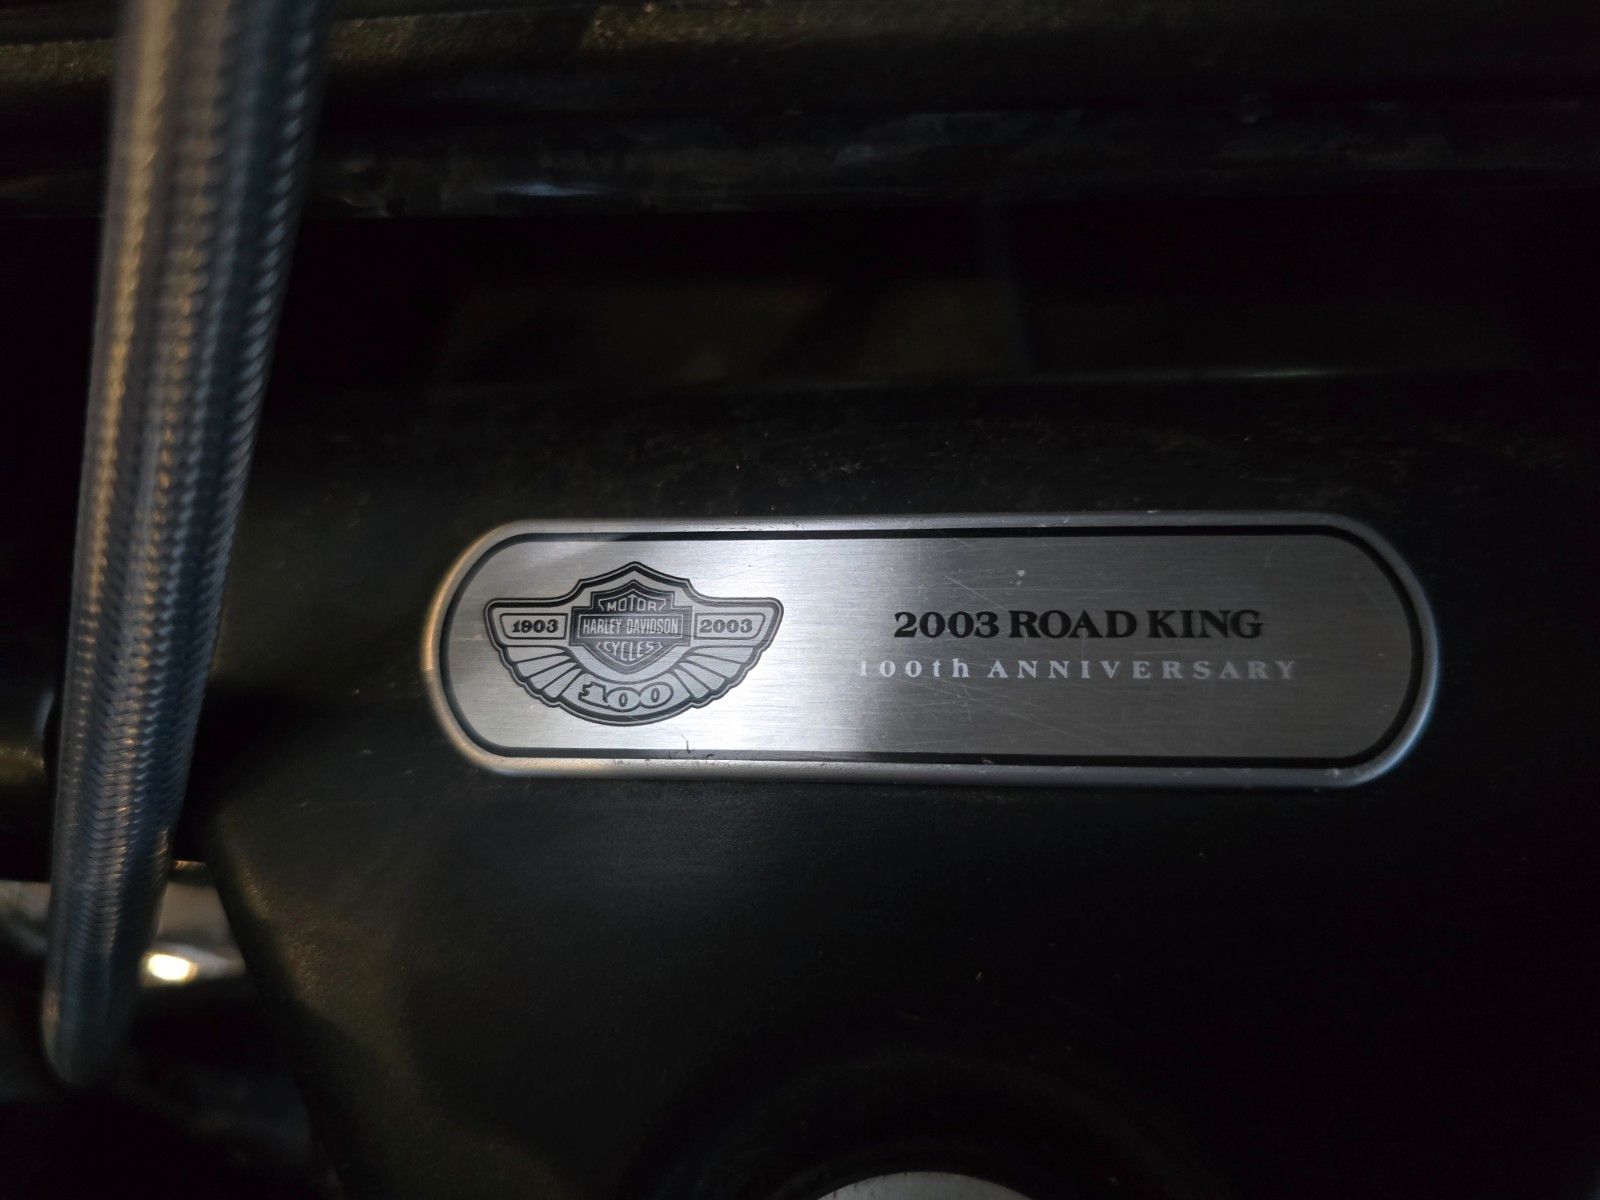 MOTOR
1903 HARLEY-DAVIDSON 2003
CYCLES
100
2003 ROAD KING
100th ANNIVERSARY